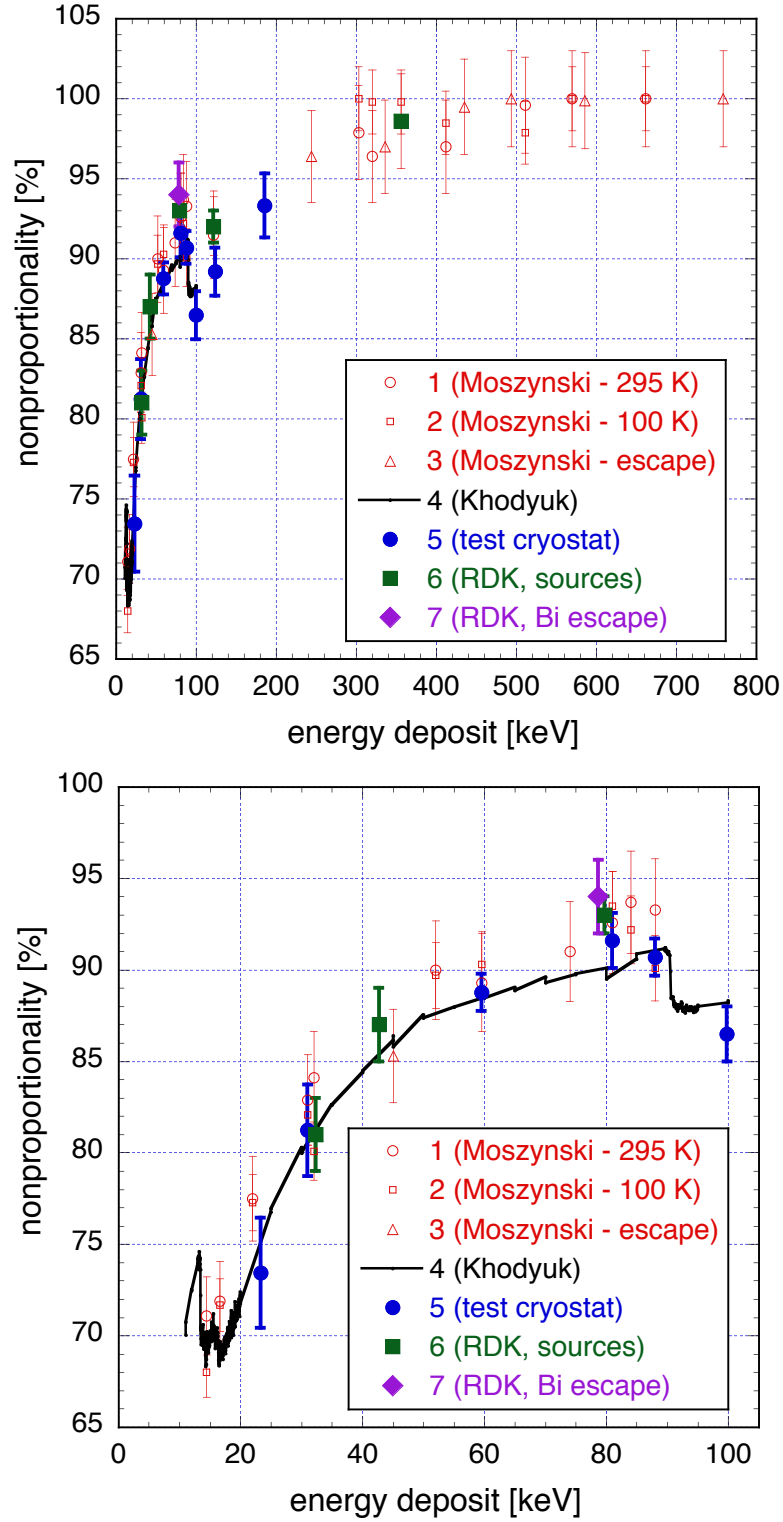 105
100
95
90
85
80
75
70
65
nonproportionality [%]
1 (Moszynski - 295 K)
2 (Moszynski - 100 K)
3 (Moszynski - escape)
4 (Khodyuk)
5 (test cryostat)
6 (RDK, sources)
7 (RDK, Bi escape)
0 100 200 300 400 500 600 700 800
energy deposit [keV]
100
95
90
85
80
75
70
65
nonproportionality [%]
1 (Moszynski - 295 K)
2 (Moszynski - 100 K)
3 (Moszynski - escape)
4 (Khodyuk)
5 (test cryostat)
6 (RDK, sources)
7 (RDK, Bi escape)
0 20 40 60 80 100
energy deposit [keV]